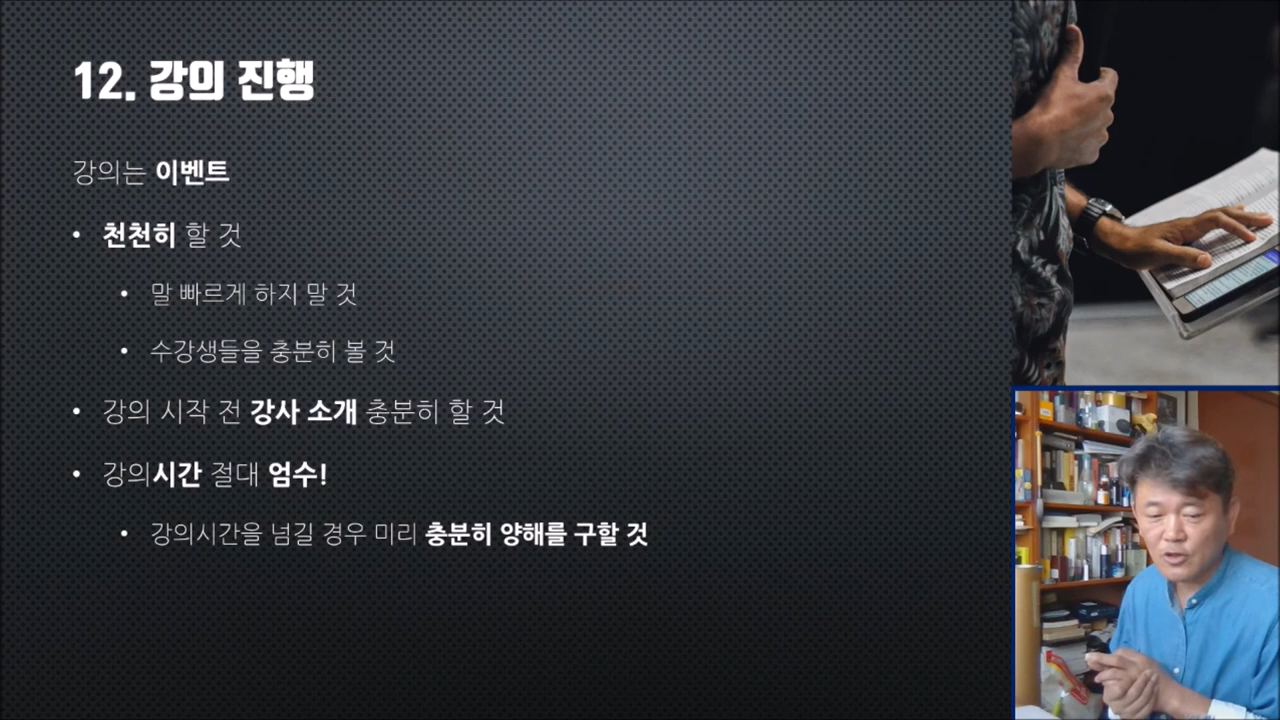 12. 강의 진행
강의는 이벤트
• 천천히 할 것
• 말 빠르게 하지 말 것
• 수강생들을 충분히 볼 것
• 강의 시작 전 강사 소개 충분히 할 것
• 강의시간 절대 엄수!
• 강의시간을 넘길 경우 미리 충분히 양해를 구할 것